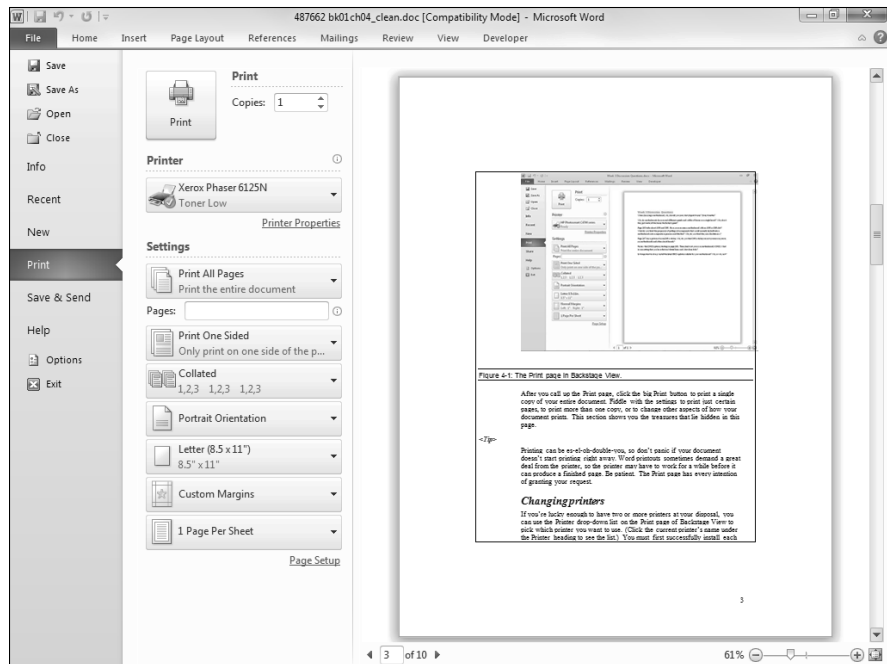 487662 bk01ch04_clean.doc [Compatibility Mode] - Microsoft Word
File Home Insert Page Layout References Mailings Review View Developer
Save
Save As
Open
Close
Info
Recent
New
Print
Save & Send
Help
Options
Exit
Print
Print
Copies: 1
Printer
Xerox Phaser 6125N
Toner Low
Printer Properties
Settings
Print All Pages
Print the entire document
Pages:
Print One Sided
Only print on one side of the p...
Collated
1,2,3 1,2,3 1,2,3
Portrait Orientation
Letter (8.5 x 11")
8.5" x 11"
Custom Margins
1 Page Per Sheet
Page Setup
Figure 4-1: The Print page in Backstage View.
After you call up the Print page, click the big Print button to print a single
copy of your entire document. Fiddle with the settings to print just certain
pages, to print more than one copy, or to change other aspects of how your
document prints. This section shows you the treasures that lie hidden in this
page.
<Tip>
Printing can be es-el-oh-double-you, so don't panic if your document
doesn't start printing right away. Word printouts sometimes demand a great
deal from the printer, so the printer may have to work for a while before it
can produce a finished page. Be patient. The Print page has every intention
of granting your request.
Changing printers
If you're lucky enough to have two or more printers at your disposal, you
can use the Printer drop-down list on the Print page of Backstage View to
pick which printer you want to use. (Click the current printer's name under
the Printer heading to see the list.) You must first successfully install each
3
3 of 10
61%